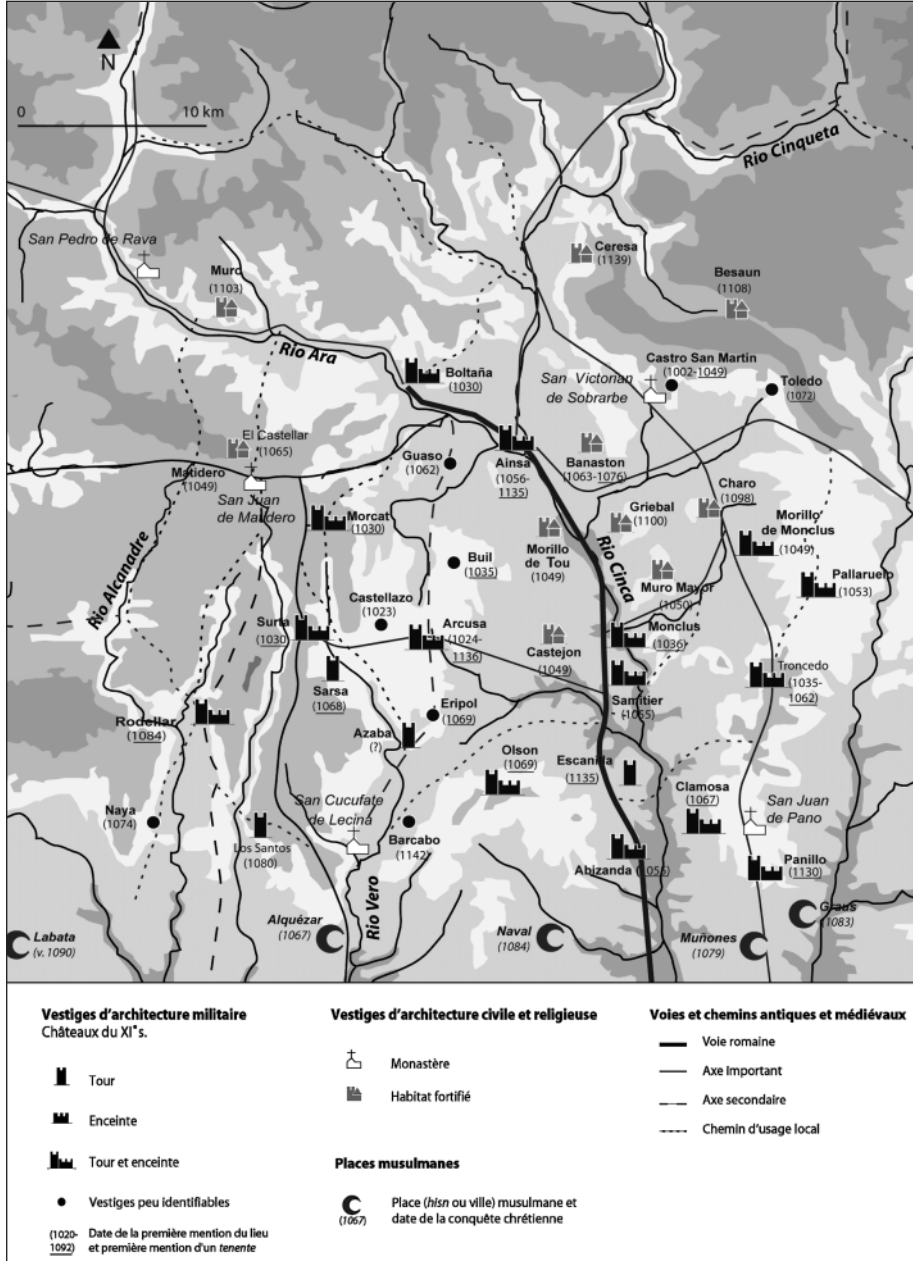 N
0 10 km
Rio Cinqueta
San Pedro de Rava
Muro
(1103)
Ceresa
(1139)
Besaun
(1108)
Rio Ara
Boltaña
(1030)
San Victorian
de Sobrarbe
Castro San Martin
(1002-1049)
Toledo
(1072)
El Castellar
(1065)
Matidero
(1049)
San Juan
de Matidero
Guaso
(1062)
Ainsa
(1056-
1135)
Banaston
(1063-1076)
Griebal
(1100)
Charo
(1098)
Morillo
de Monclus
(1049)
Morcat
(1030)
Rio Alcanadre
Buil
(1035)
Morillo
de Tou
(1049)
Rio Cinca
Muro Mayor
(1050)
Pallaruelo
(1053)
Castellazo
(1023)
Surta
(1030)
Arcusa
(1024-
1136)
Castejon
(1049)
Monclus
(1036)
Sarsa
(1068)
Samitier
(1055)
Troncedo
(1035-
1062)
Rodellar
(1084)
Azaba
(?)
Eripol
(1069)
Olson
(1069)
Escanilla
(1135)
Clamosa
(1067)
San Juan
de Pano
Naya
(1074)
Los Santos
(1080)
San Cucufate
de Lecina
Barcabo
(1142)
Abizanda (1055)
Panillo
(1130)
Rio Vero
Labata
(v. 1090)
Alquézar
(1067)
Naval
(1084)
Muñones
(1079)
Graus
(1083)
Vestiges d'architecture militaire
Châteaux du XI°s.
Tour
Enceinte
Tour et enceinte
Vestiges peu identifiables
(1020-
1092)
Date de la première mention du lieu
et première mention d'un tenente
Vestiges d'architecture civile et religieuse
Monastère
Habitat fortifié
Places musulmanes
(1067)
Place (hisn ou ville) musulmane et
date de la conquête chrétienne
Voies et chemins antiques et médiévaux
Voie romaine
Axe important
Axe secondaire
Chemin d'usage local